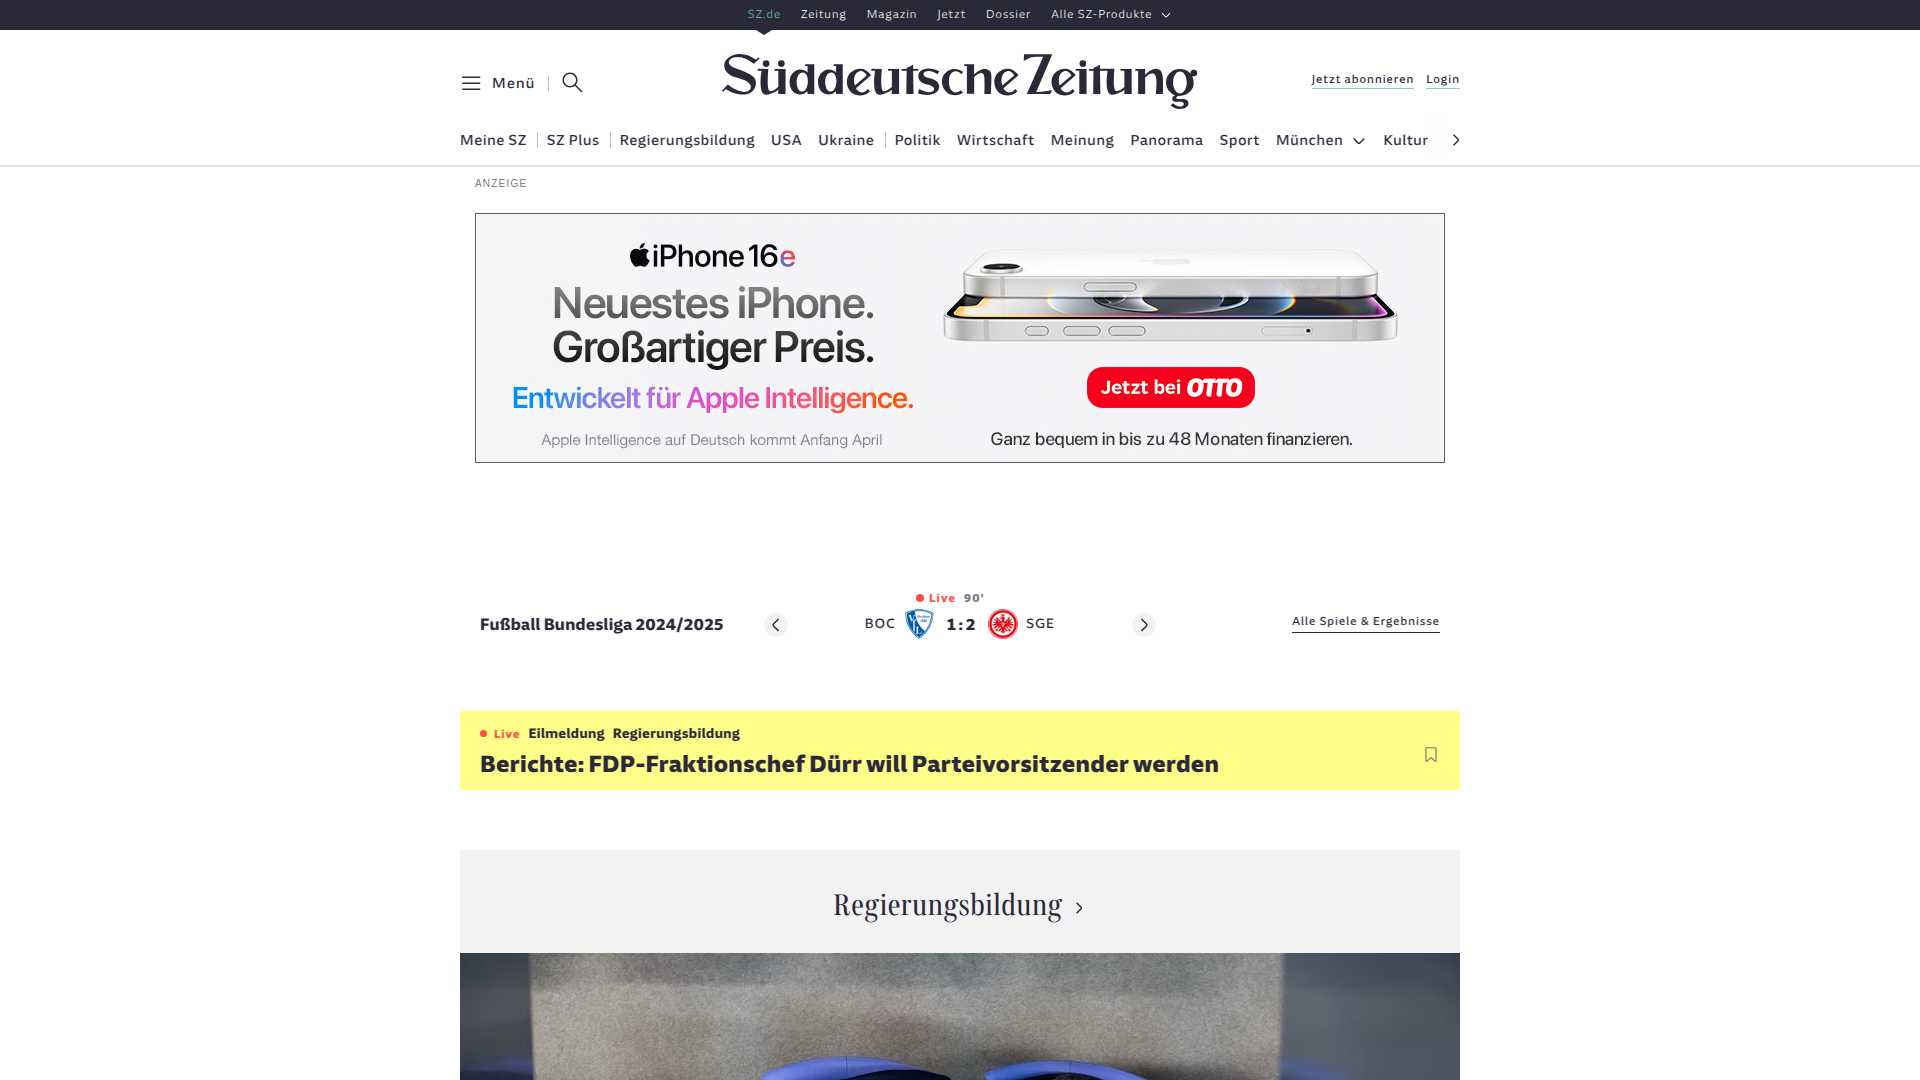 SZ.de Zeitung Magazin Jetzt Dossier Alle SZ-Produkte
Menü
Süddeutsche Zeitung
Jetzt abonnieren Login
Meine SZ SZ Plus Regierungsbildung USA Ukraine Politik Wirtschaft Meinung Panorama Sport München Kultur
ANZEIGE
iPhone 16e
Neuestes iPhone.
Großartiger Preis.
Entwickelt für Apple Intelligence.
Apple Intelligence auf Deutsch kommt Anfang April
Jetzt bei OTTO
Ganz bequem in bis zu 48 Monaten finanzieren.
Live 90'
Fußball Bundesliga 2024/2025
BOC 1:2 SGE
Alle Spiele & Ergebnisse
Live Eilmeldung Regierungsbildung
Berichte: FDP-Fraktionschef Dürr will Parteivorsitzender werden
Regierungsbildung